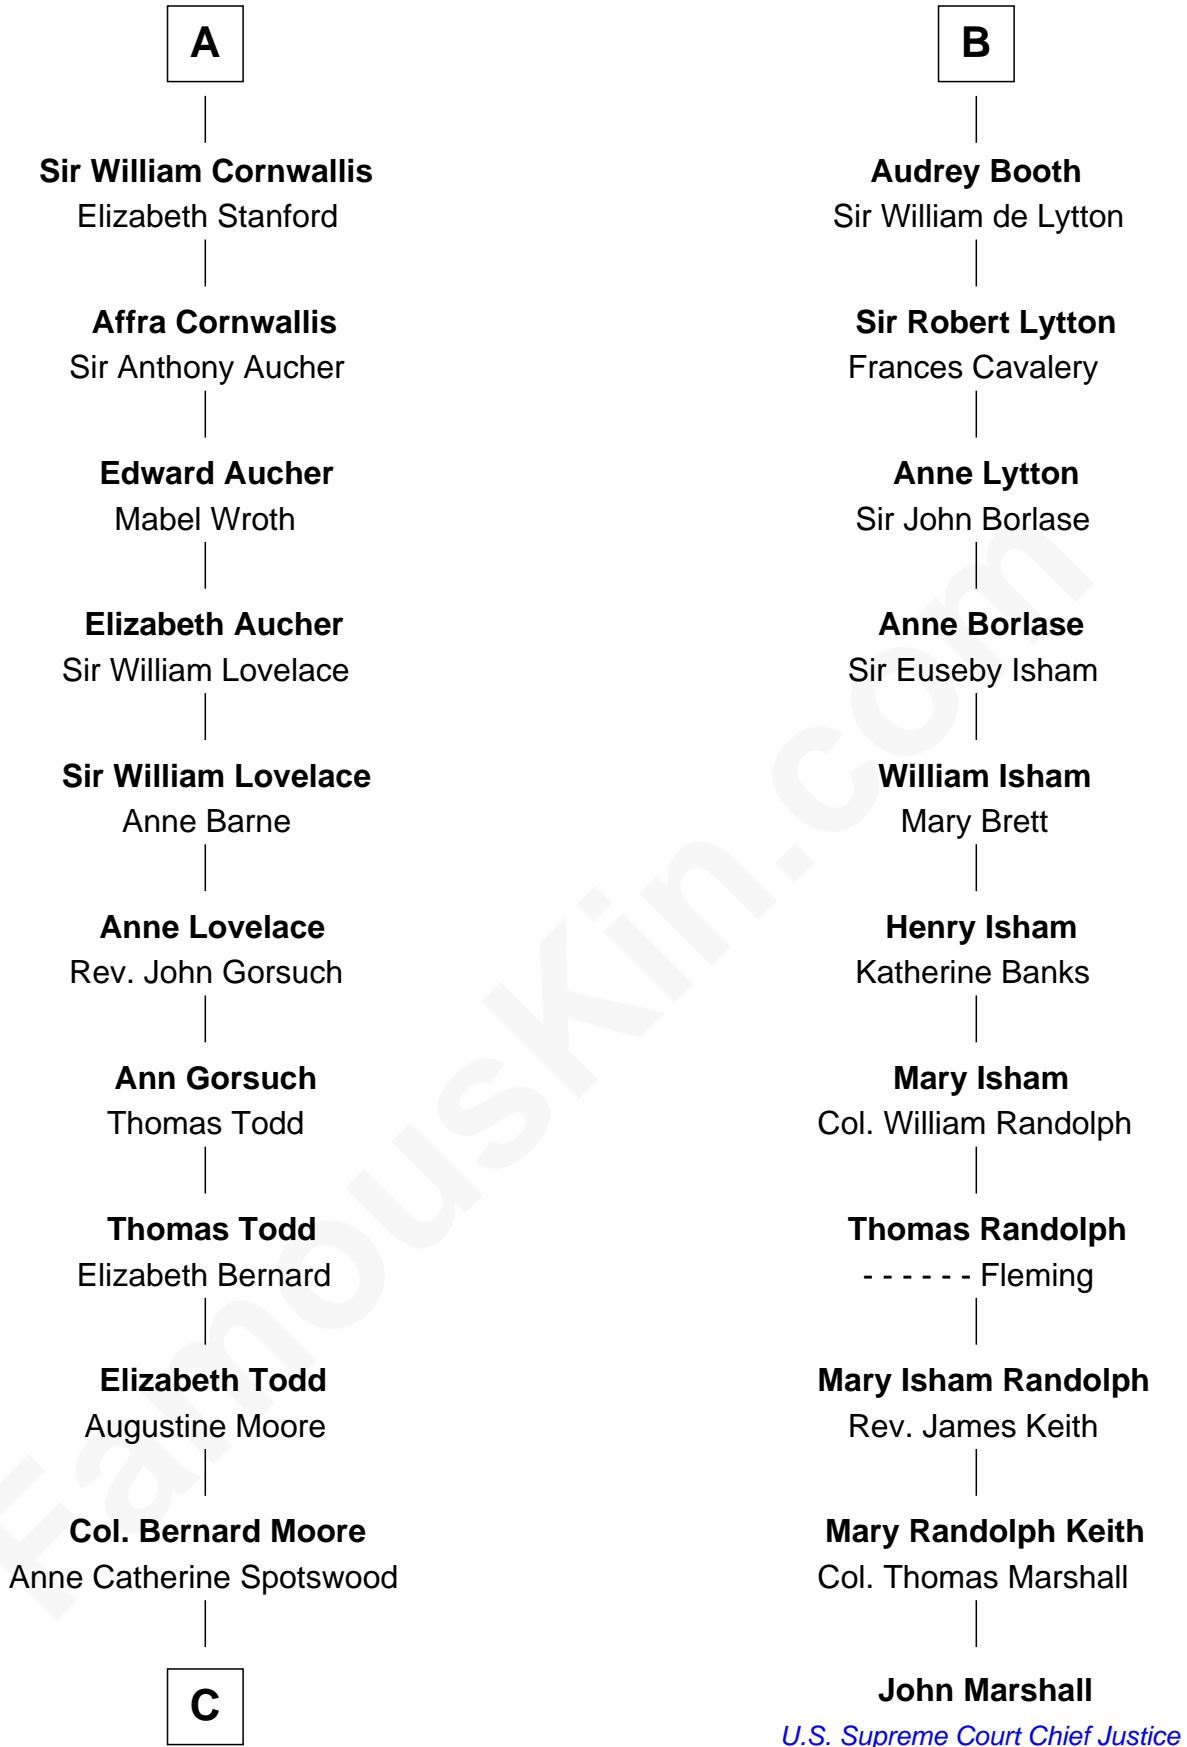 A
Sir William Cornwallis
Elizabeth Stanford
Affra Cornwallis
Sir Anthony Aucher
Edward Aucher
Mabel Wroth
Elizabeth Aucher
Sir William Lovelace
Sir William Lovelace
Anne Barne
Anne Lovelace
Rev. John Gorsuch
Ann Gorsuch
Thomas Todd
Thomas Todd
Elizabeth Bernard
Elizabeth Todd
Augustine Moore
Col. Bernard Moore
Anne Catherine Spotswood
C
B
Audrey Booth
Sir William de Lytton
Sir Robert Lytton
Frances Cavalery
Anne Lytton
Sir John Borlase
Anne Borlase
Sir Euseby Isham
William Isham
Mary Brett
Henry Isham
Katherine Banks
Mary Isham
Col. William Randolph
Thomas Randolph
- - - - - - Fleming
Mary Isham Randolph
Rev. James Keith
Mary Randolph Keith
Col. Thomas Marshall
John Marshall
U.S. Supreme Court Chief Justice
FamousKin.com